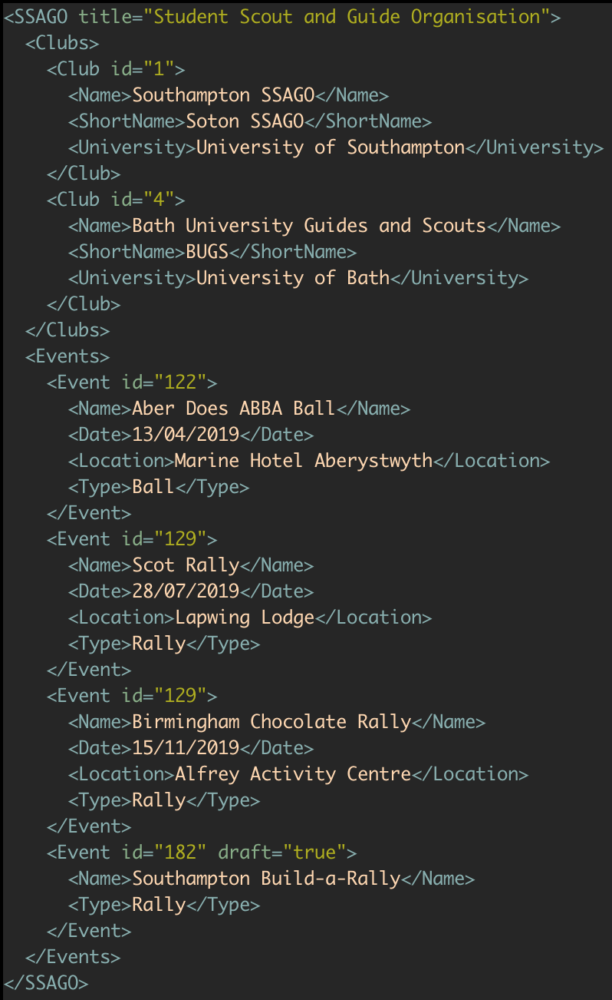 <SSAGO title="Student Scout and Guide Organisation">
  <Clubs>
    <Club id="1">
      <Name>Southampton SSAGO</Name>
      <ShortName>Soton SSAGO</ShortName>
      <University>University of Southampton</University>
    </Club>
    <Club id="4">
      <Name>Bath University Guides and Scouts</Name>
      <ShortName>BUGS</ShortName>
      <University>University of Bath</University>
    </Club>
  </Clubs>
  <Events>
    <Event id="122">
      <Name>Aber Does ABBA Ball</Name>
      <Date>13/04/2019</Date>
      <Location>Marine Hotel Aberystwyth</Location>
      <Type>Ball</Type>
    </Event>
    <Event id="129">
      <Name>Scot Rally</Name>
      <Date>28/07/2019</Date>
      <Location>Lapwing Lodge</Location>
      <Type>Rally</Type>
    </Event>
    <Event id="129">
      <Name>Birmingham Chocolate Rally</Name>
      <Date>15/11/2019</Date>
      <Location>Alfrey Activity Centre</Location>
      <Type>Rally</Type>
    </Event>
    <Event id="182" draft="true">
      <Name>Southampton Build-a-Rally</Name>
      <Type>Rally</Type>
    </Event>
  </Events>
</SSAGO>